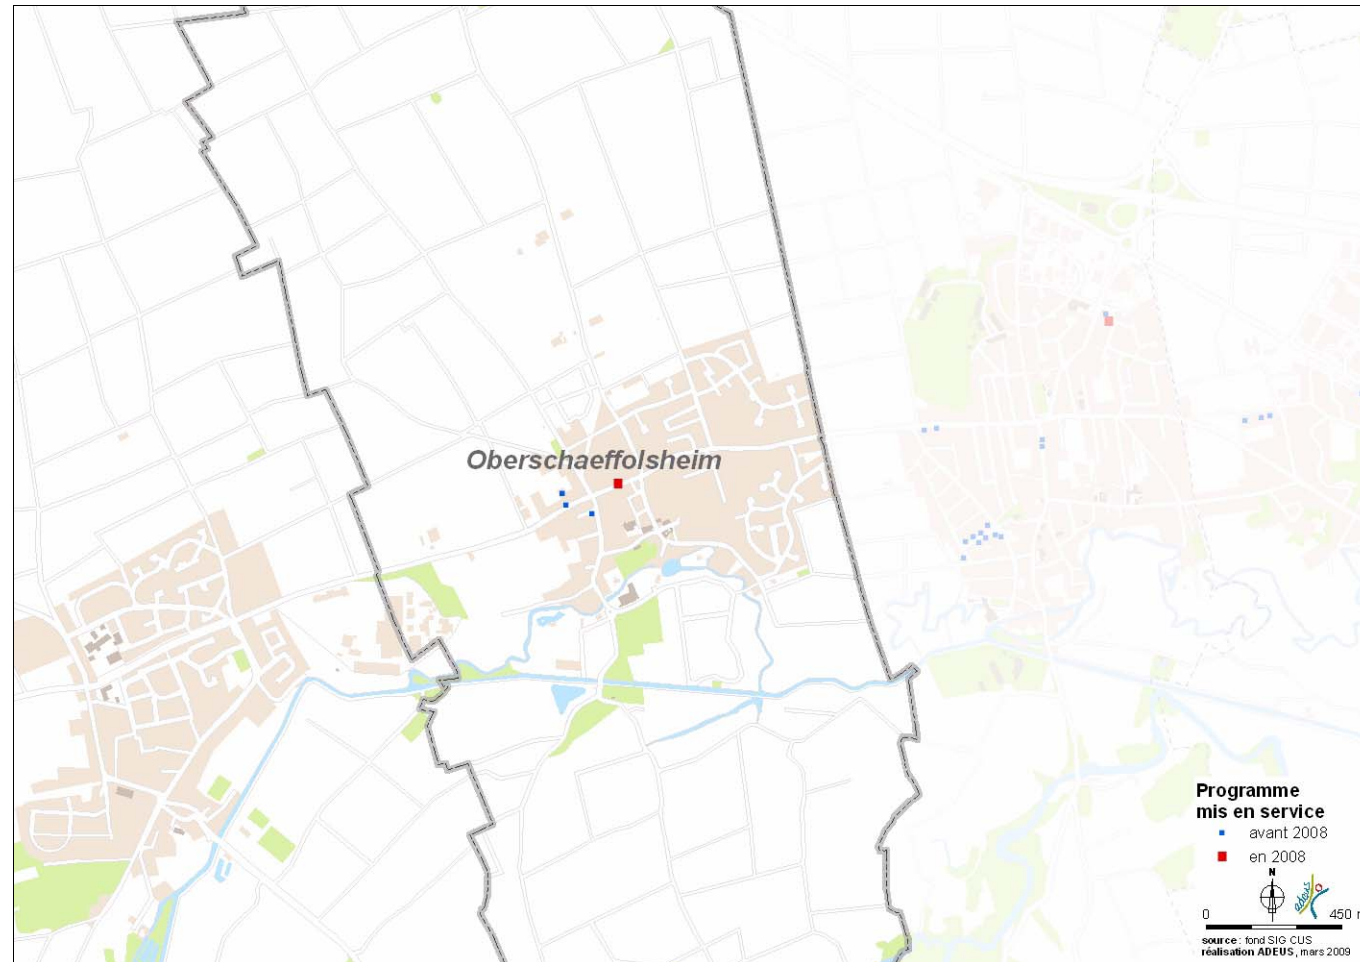 Oberschaeffolsheim
Programme
mis en service
avant 2008
en 2008
N
adeus
0 450 m
source : fond SIG CUS
réalisation ADEUS, mars 2009